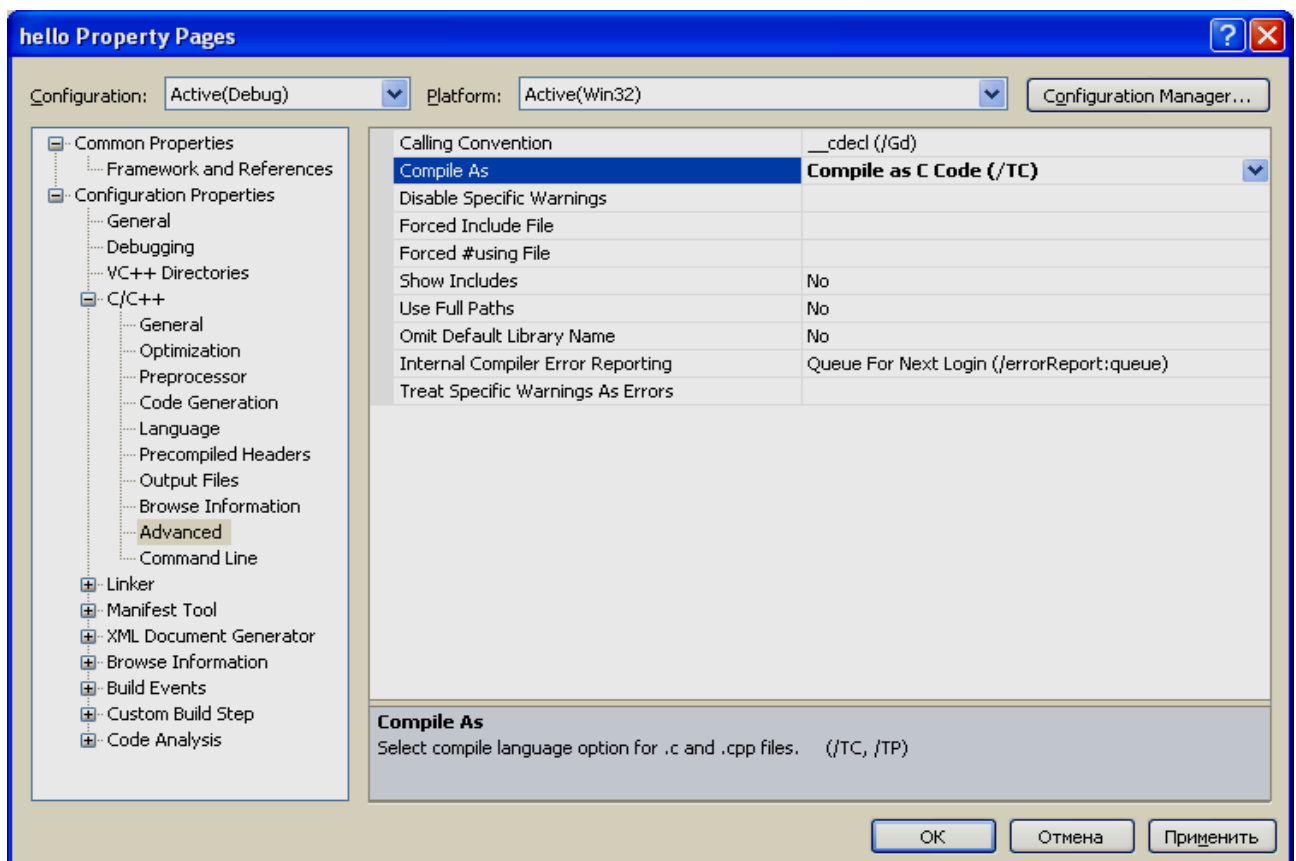 hello Property Pages
Configuration: Active(Debug) Platform: Active(Win32) Configuration Manager...
Common Properties
Framework and References
Configuration Properties
General
Debugging
VC++ Directories
C/C++
General
Optimization
Preprocessor
Code Generation
Language
Precompiled Headers
Output Files
Browse Information
Advanced
Command Line
Linker
Manifest Tool
XML Document Generator
Browse Information
Build Events
Custom Build Step
Code Analysis
Calling Convention __cdecl (/Gd)
Compile As Compile as C Code (/TC)
Disable Specific Warnings
Forced Include File
Forced #using File
Show Includes No
Use Full Paths No
Omit Default Library Name No
Internal Compiler Error Reporting Queue For Next Login (/errorReport:queue)
Treat Specific Warnings As Errors
Compile As
Select compile language option for .c and .cpp files. (/TC, /TP)
ОК Отмена Применить